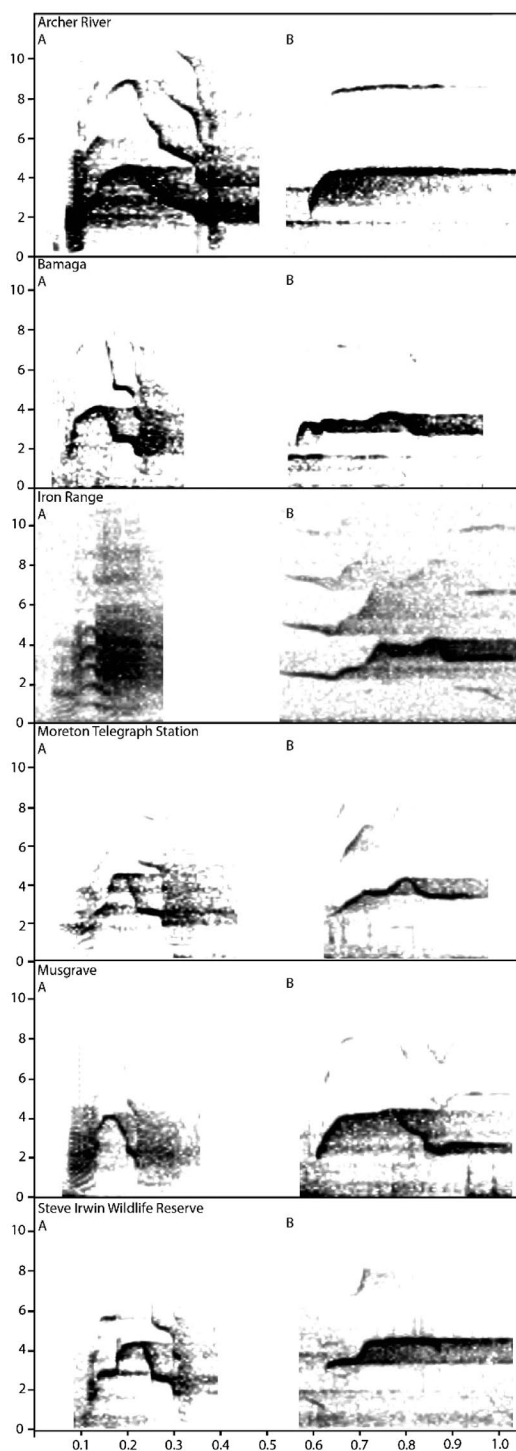 Archer River
A B
10
8
6
4
2
0
Bamaga
A B
10
8
6
4
2
0
Iron Range
A B
10
8
6
4
2
0
Moreton Telegraph Station
A B
10
8
6
4
2
0
Musgrave
A B
10
8
6
4
2
0
Steve Irwin Wildlife Reserve
A B
10
8
6
4
2
0
0.1 0.2 0.3 0.4 0.5 0.6 0.7 0.8 0.9 1.0